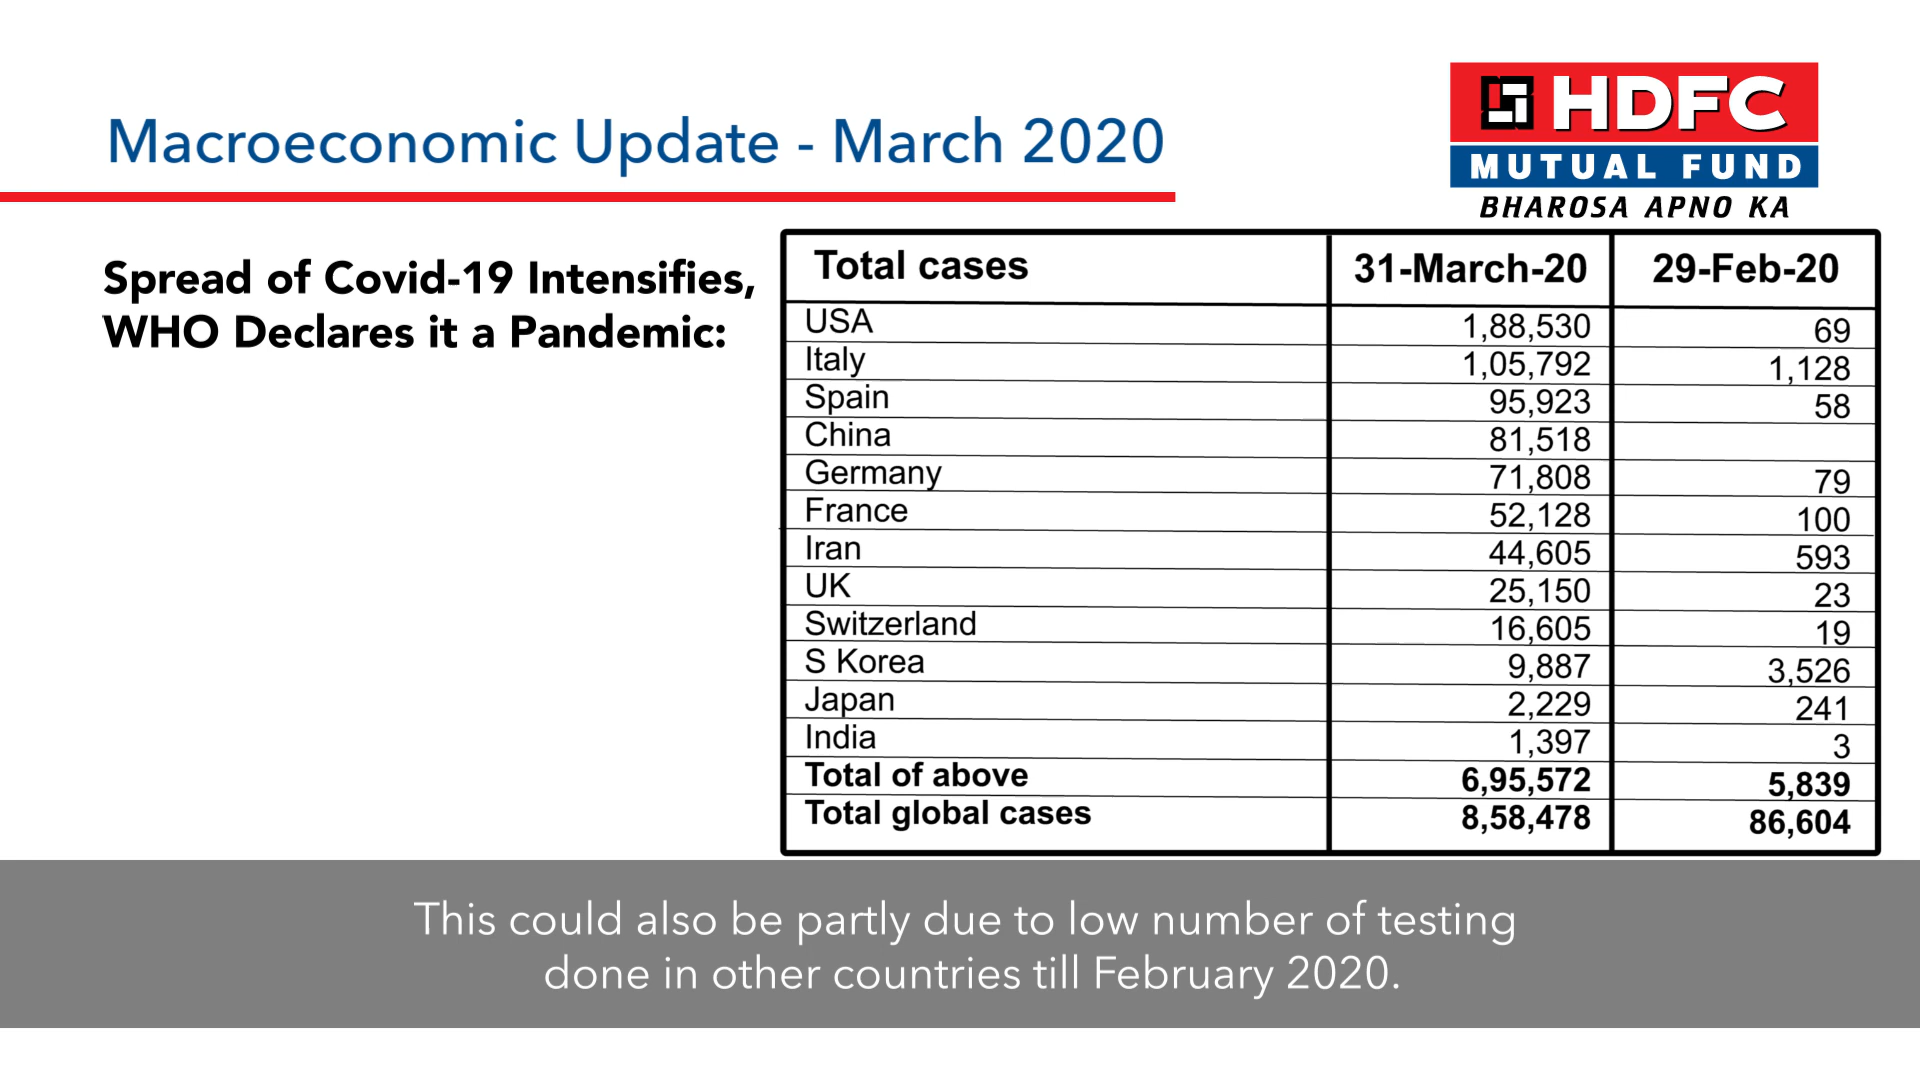 Macroeconomic Update - March 2020
HDFC
MUTUAL FUND
BHAROSA APNO KA
Spread of Covid-19 Intensifies,
WHO Declares it a Pandemic:
Total cases 31-March-20 29-Feb-20
USA 1,88,530 69
Italy 1,05,792 1,128
Spain 95,923 58
China 81,518
Germany 71,808 79
France 52,128 100
Iran 44,605 593
UK 25,150 23
Switzerland 16,605 19
S Korea 9,887 3,526
Japan 2,229 241
India 1,397 3
Total of above 6,95,572 5,839
Total global cases 8,58,478 86,604
This could also be partly due to low number of testing
done in other countries till February 2020.